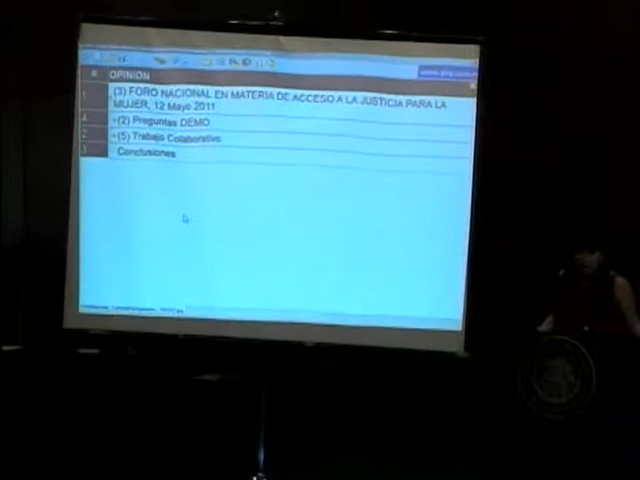 # OPINION
(3) FORO NACIONAL EN MATERIA DE ACCESO A LA JUSTICIA PARA LA
MUJER, 12 Mayo 2011
+(2) Preguntas DEMO
+(5) Trabajo Colaborativo
Conclusiones